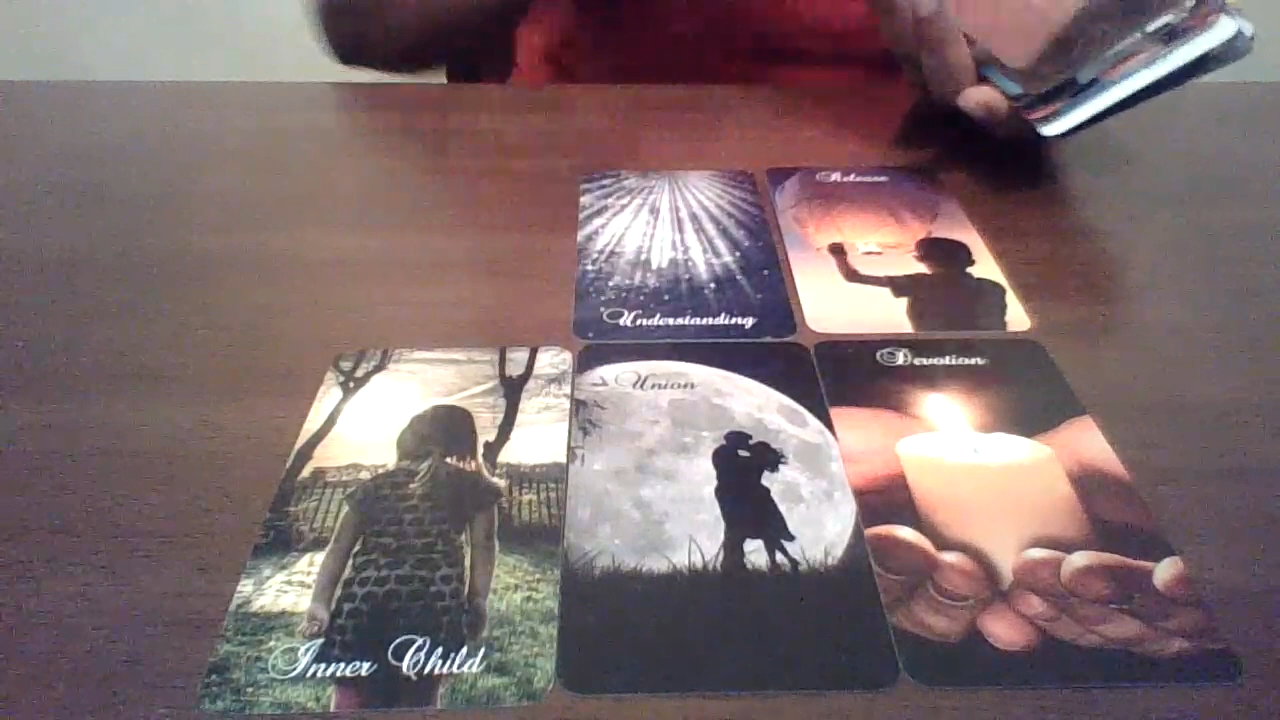 Understanding
Release
Inner Child
Union
Devotion